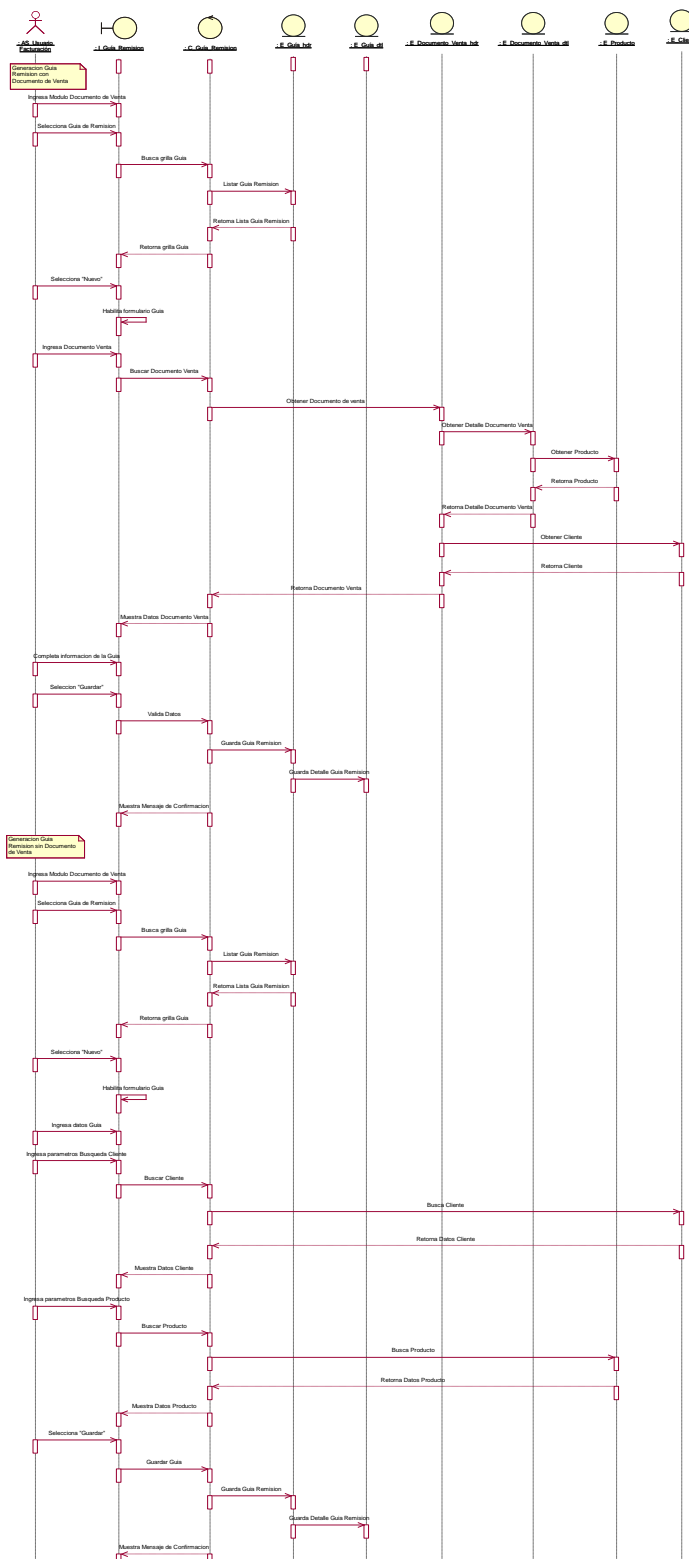 : AS_Usuario
Facturación
: I_Guia_Remision
: C_Guia_Remision
: E_Guia_hdr
: E_Guia_dtl
: E_Documento_Venta_hdr
: E_Documento_Venta_dtl
: E_Producto
: E_Clie
Generacion Guia
Remision con
Documento de Venta
Ingresa Modulo Documento de Venta
Selecciona Guia de Remision
Busca grilla Guia
Listar Guia Remision
Retorna Lista Guia Remision
Retorna grilla Guia
Selecciona "Nuevo"
Habilita formulario Guia
Ingresa Documento Venta
Buscar Documento Venta
Obtener Documento de venta
Obtener Detalle Documento Venta
Obtener Producto
Retorna Producto
Retorna Detalle Documento Venta
Obtener Cliente
Retorna Cliente
Retorna Documento Venta
Muestra Datos Documento Venta
Completa informacion de la Guia
Seleccion "Guardar"
Valida Datos
Guarda Guia Remision
Guarda Detalle Guia Remision
Muestra Mensaje de Confirmacion
Generacion Guia
Remision sin Documento
de Venta
Ingresa Modulo Documento de Venta
Selecciona Guia de Remision
Busca grilla Guia
Listar Guia Remision
Retorna Lista Guia Remision
Retorna grilla Guia
Selecciona "Nuevo"
Habilita formulario Guia
Ingresa datos Guia
Ingresa parametros Busqueda Cliente
Buscar Cliente
Busca Cliente
Retorna Datos Cliente
Muestra Datos Cliente
Ingresa parametros Busqueda Producto
Buscar Producto
Busca Producto
Retorna Datos Producto
Muestra Datos Producto
Selecciona "Guardar"
Guardar Guia
Guarda Guia Remision
Guarda Detalle Guia Remision
Muestra Mensaje de Confirmacion